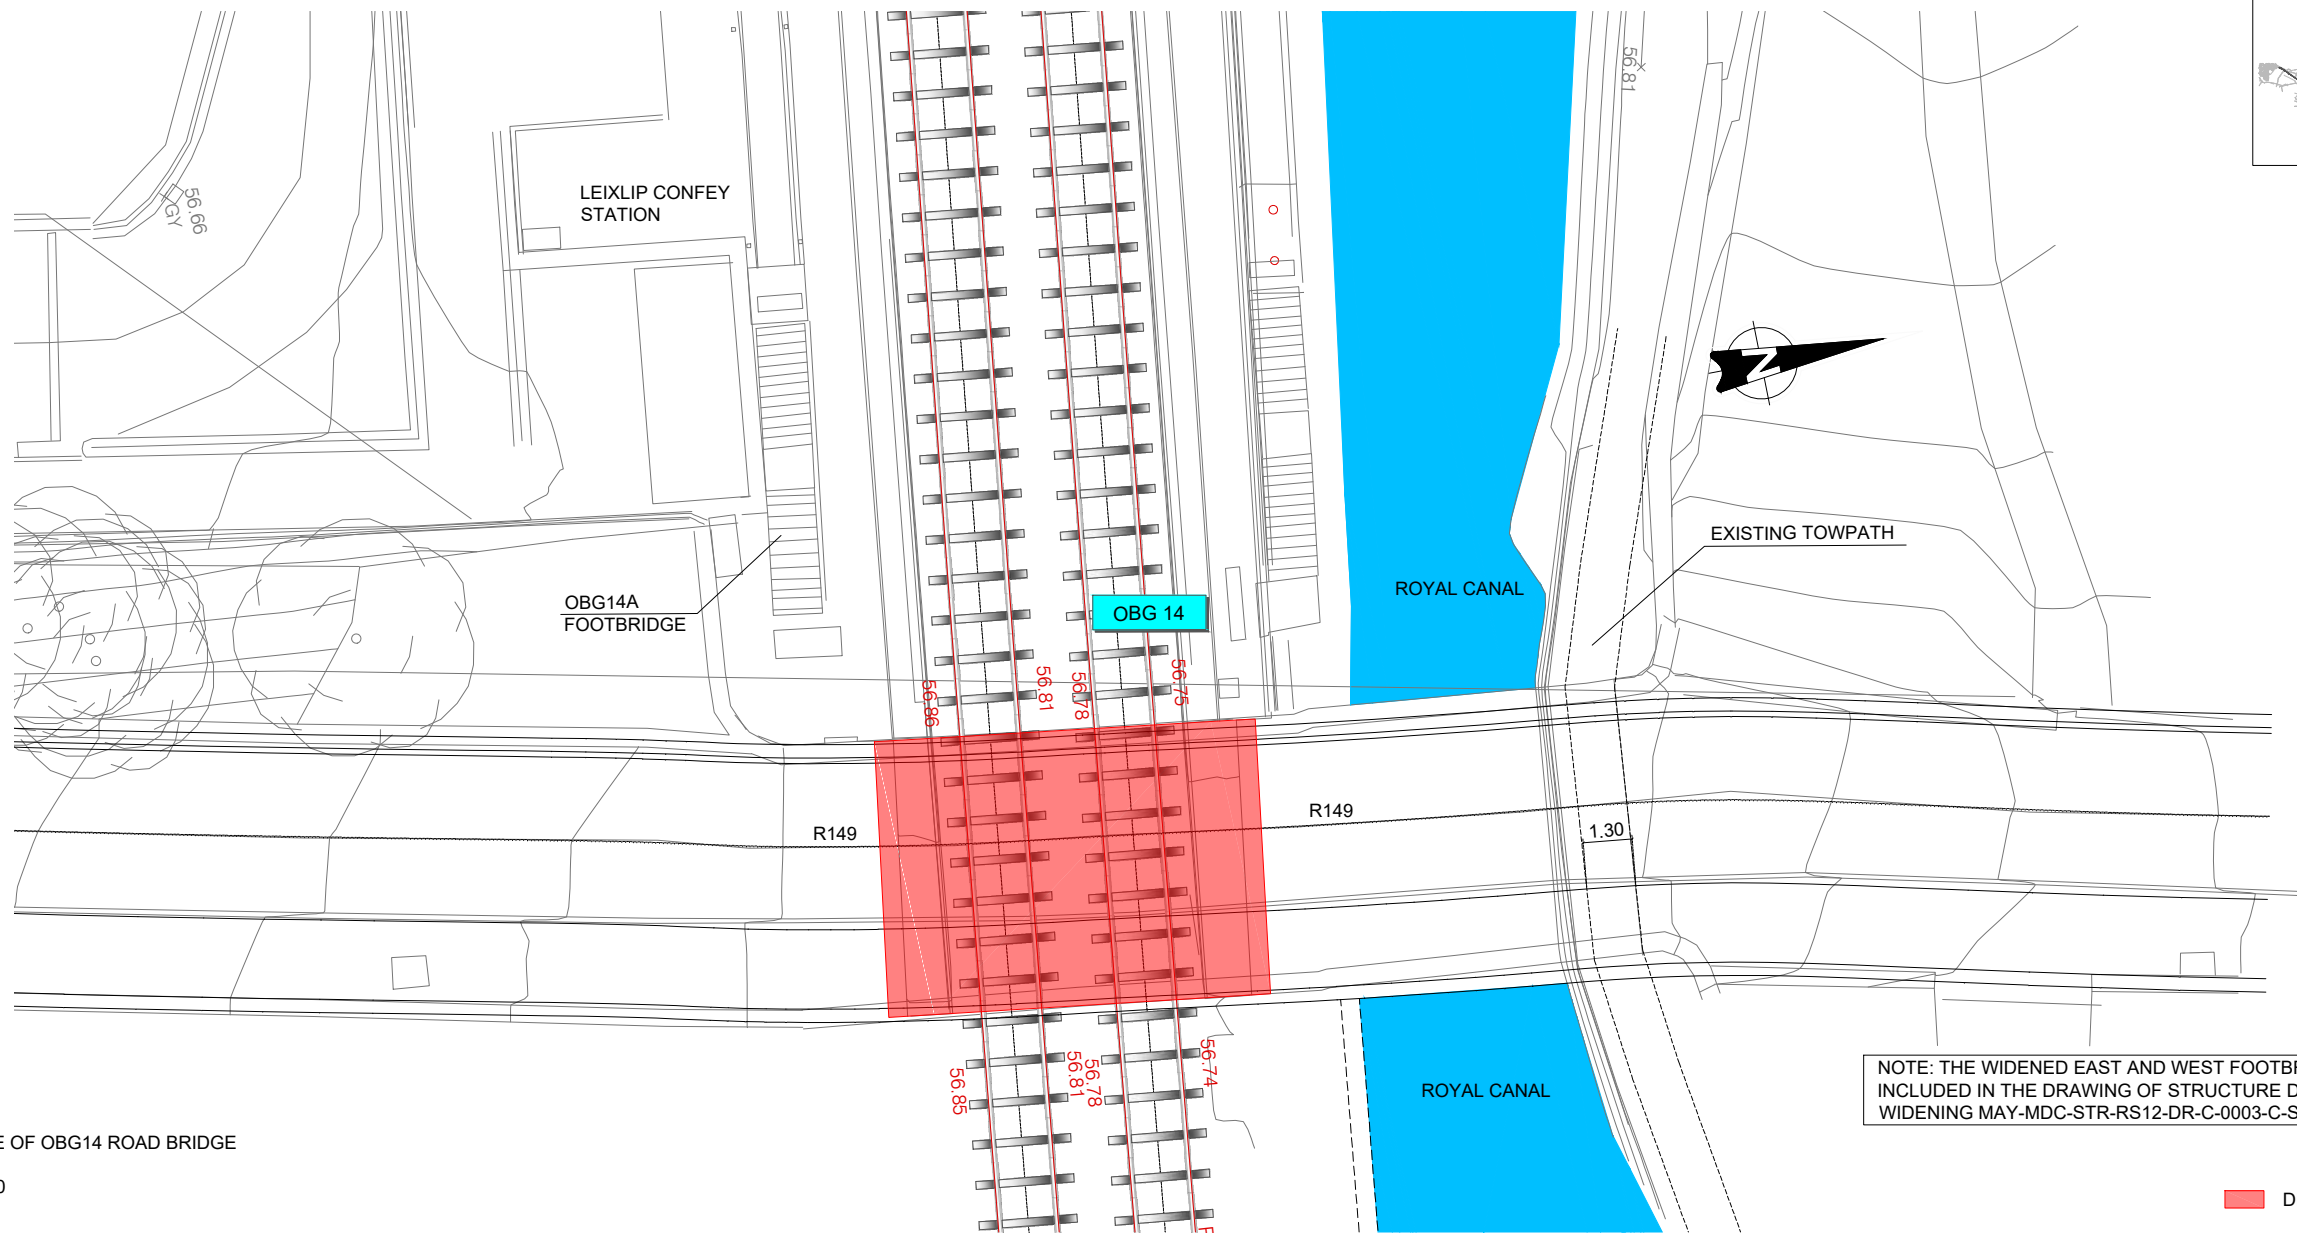 56.81
56.66
GY
LEIXLIP CONFEY
STATION
N
EXISTING TOWPATH
ROYAL CANAL
OBG14A
FOOTBRIDGE
OBG 14
56.86
56.81
56.78
56.75
R149
R149
1.30
56.85
56.81
56.78
56.74
ROYAL CANAL
NOTE: THE WIDENED EAST AND WEST
INCLUDED IN THE DRAWING OF STRUCTURE
WIDENING MAY-MDC-STR-RS12-DR-C-0003-C-S
OF OBG14 ROAD BRIDGE